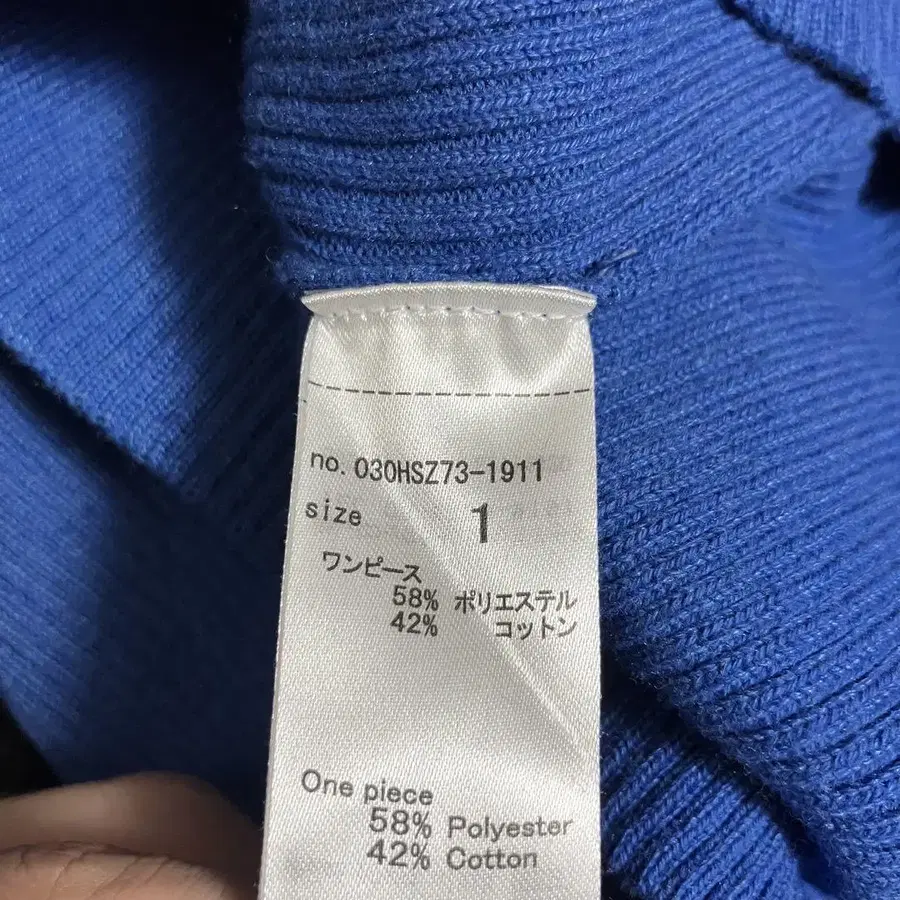 no. 030HSZ73-1911
size 1
ワンピース
58% ポリエステル
42% コットン
One piece
58% Polyester
42% Cotton